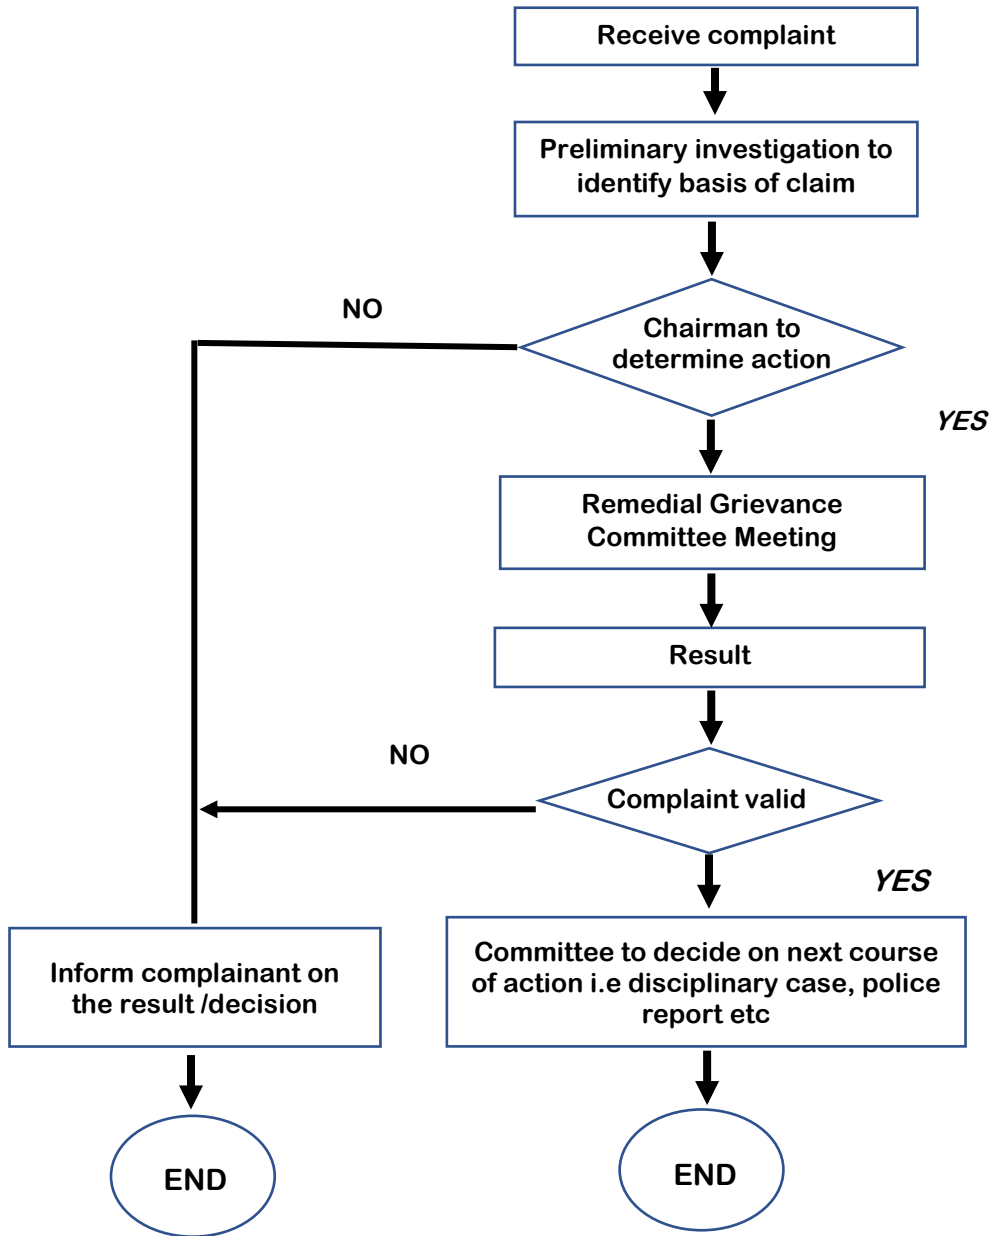 Receive complaint
Preliminary investigation to
identify basis of claim
NO
Chairman to
determine action
YES
Remedial Grievance
Committee Meeting
Result
NO
Complaint valid
YES
Inform complainant on
the result /decision
Committee to decide on next course
of action i.e disciplinary case, police
report etc
END
END